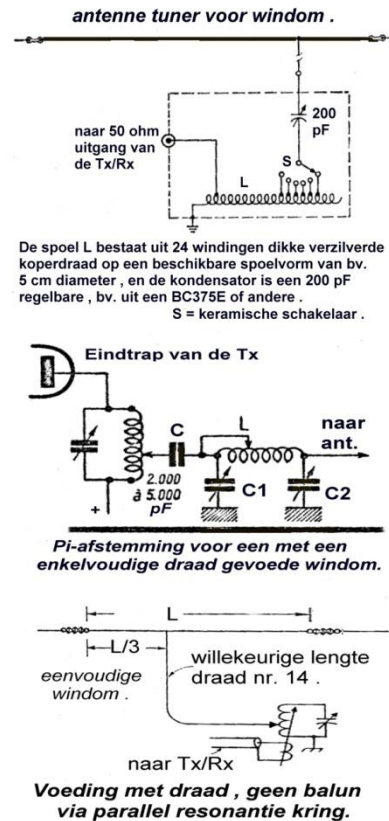 antenne tuner voor windom .
200
pF
naar 50 ohm
uitgang van
de Tx/Rx
S
L
De spoel L bestaat uit 24 windingen dikke verzilverde
koperdraad op een beschikbare spoelvorm van bv.
5 cm diameter , en de kondensator is een 200 pF
regelbare , bv. uit een BC375E of andere .
S = keramische schakelaar .
Eindtrap van de Tx
C
L
naar
ant.
2.000
à 5.000
pF
C1
C2
+
Pi-afstemming voor een met een
enkelvoudige draad gevoede windom.
L
L/3
eenvoudige
windom .
willekeurige lengte
draad nr. 14 .
naar Tx/Rx
Voeding met draad , geen balun
via parallel resonantie kring.